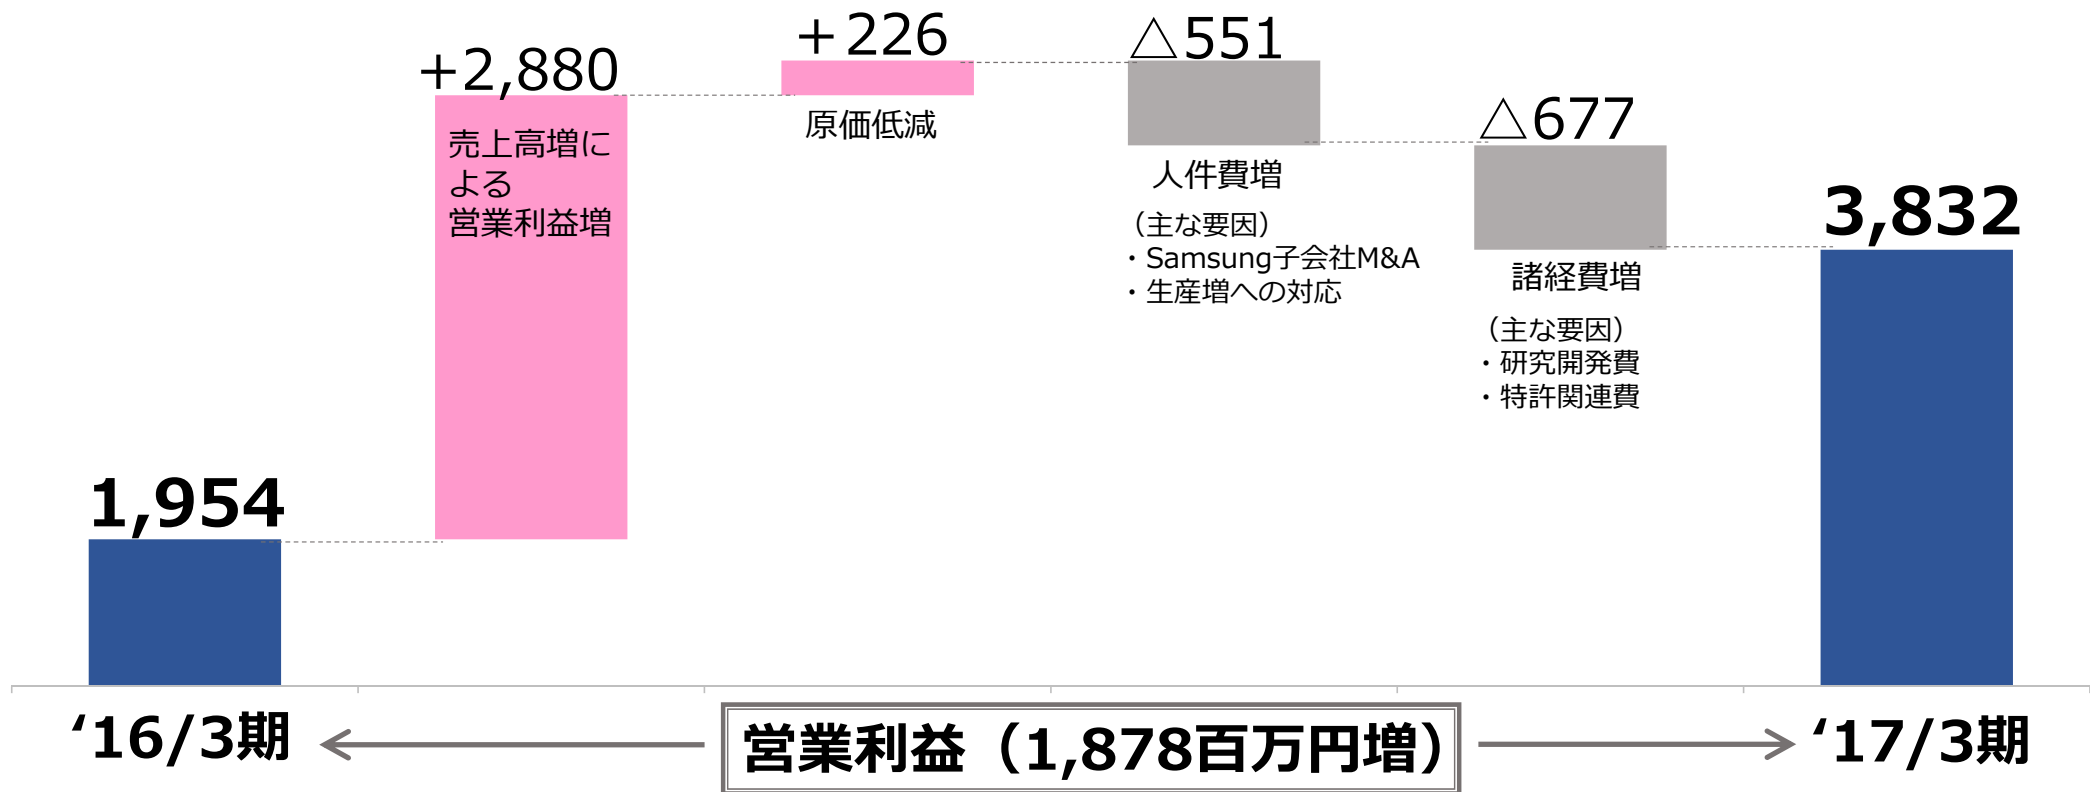 +2,880
売上高増に
よる
営業利益増
＋226
原価低減
△551
人件費増
（主な要因）
・Samsung子会社M&A
・生産増への対応
△677
諸経費増
（主な要因）
・研究開発費
・特許関連費
1,954
3,832
‘16/3期
営業利益（1,878百万円増）
‘17/3期